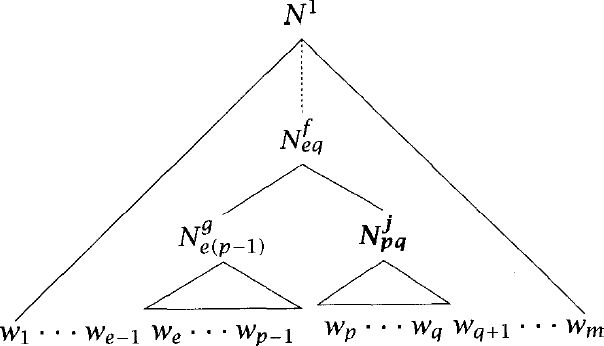 N^1
N^f_{eq}
N^g_{e(p−1)} N^j_{pq}
w_1 ··· w_{e−1} w_e ··· w_{p−1} w_p ··· w_q w_{q+1} ··· w_m